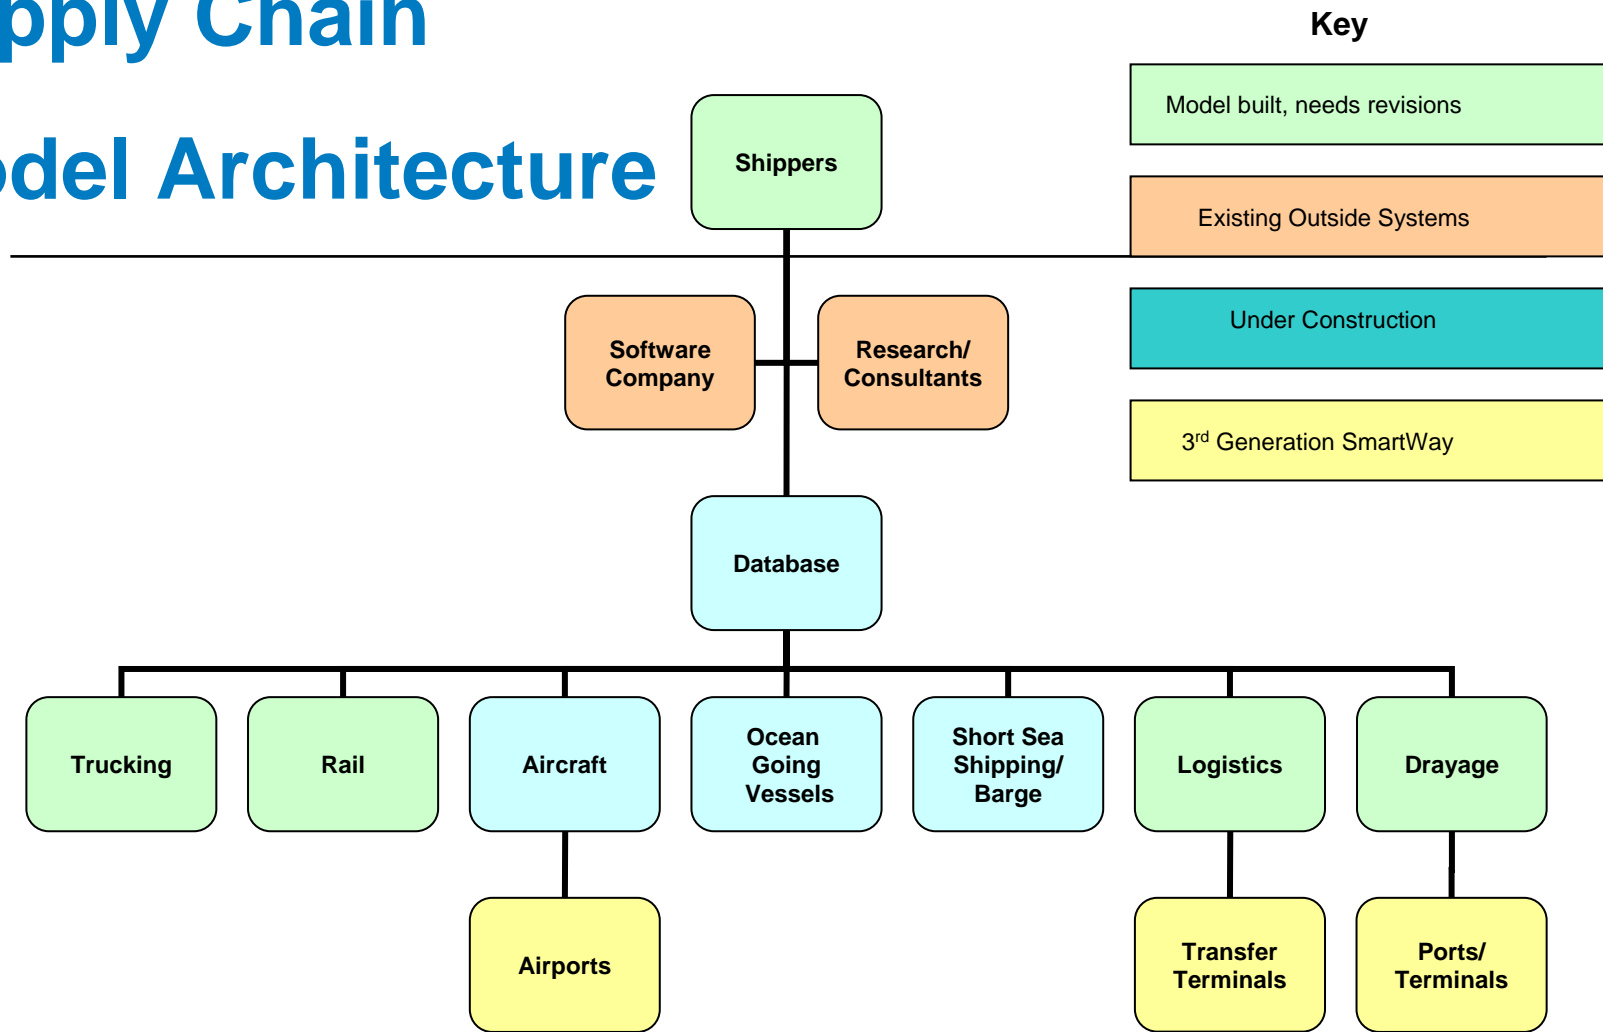 pply Chain
odel Architecture
Key
Model built, needs revisions
Existing Outside Systems
Under Construction
3rd Generation SmartWay
Shippers
Software
Company
Research/
Consultants
Database
Trucking
Rail
Aircraft
Ocean
Going
Vessels
Short Sea
Shipping/
Barge
Logistics
Drayage
Airports
Transfer
Terminals
Ports/
Terminals